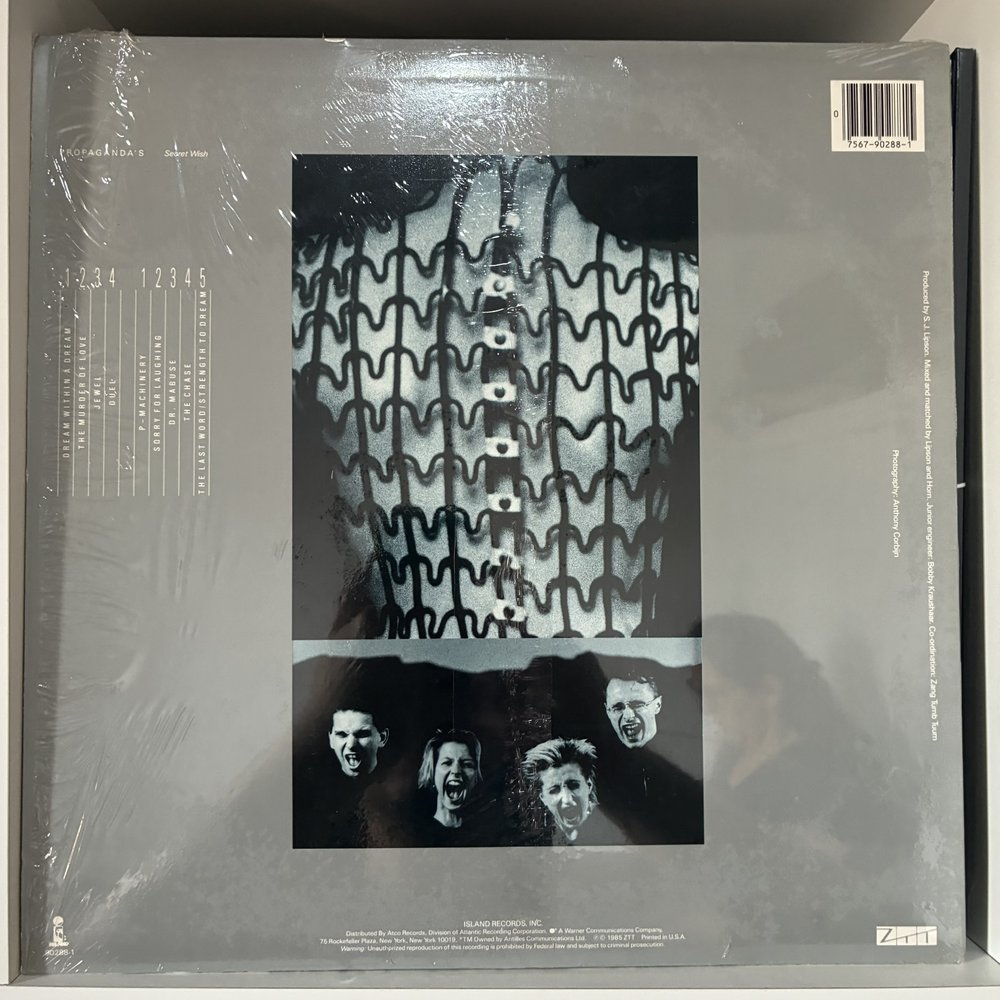 0
7567-90288-1
PROPAGANDA'S Secret Wish
1 2 3 4 1 2 3 4 5
DREAM WITHIN A DREAM
THE MURDER OF LOVE
JEWEL
DUEL
P-MACHINERY
SORRY FOR LAUGHING
DR. MABUSE
THE CHASE
THE LAST WORD/STRENGTH TO DREAM
Produced by S. J. Lipson. Mixed and matched by Lipson and Horn. Junior engineer: Bobby Kraushaar. Co-ordination: Zang Tumb Tuum
Photography: Anthony Corbijn
ISLAND RECORDS, INC.
Distributed By Atco Records, Division of Atlantic Recording Corporation. ●* A Warner Communications Company,
75 Rockefeller Plaza, New York, New York 10019. *TM Owned by Antilles Communications Ltd. ℗ © 1985 ZTT Printed in U.S.A.
Warning: Unauthorized reproduction of this recording is prohibited by Federal law and subject to criminal prosecution.
ISLAND
90288-1
ZTT